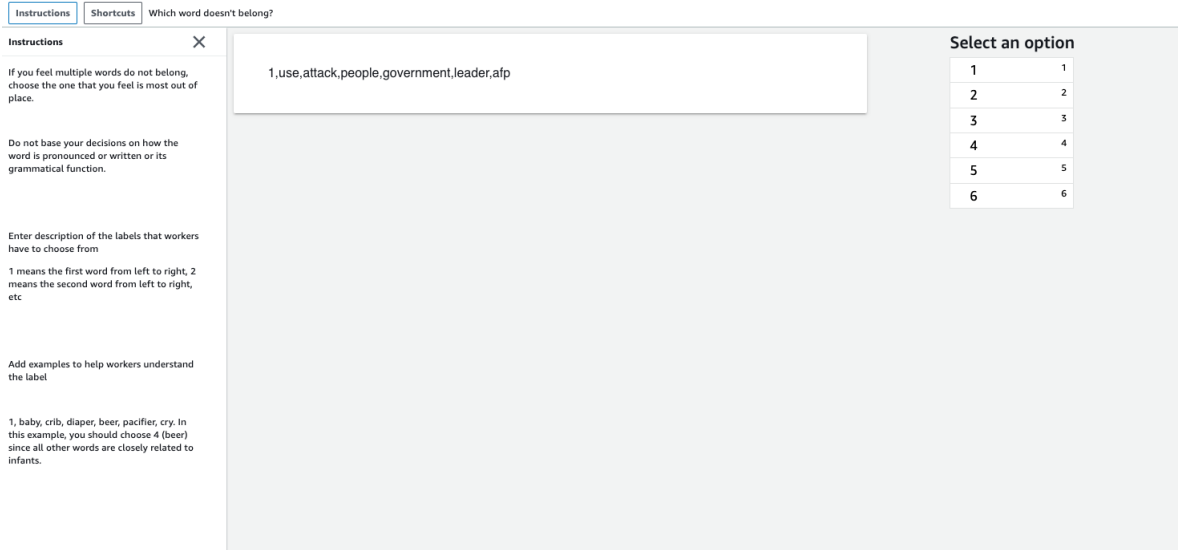 Instructions Shortcuts Which word doesn't belong?
Instructions
If you feel multiple words do not belong,
choose the one that you feel is most out of
place.
Do not base your decisions on how the
word is pronounced or written or its
grammatical function.
Enter description of the labels that workers
have to choose from
1 means the first word from left to right, 2
means the second word from left to right,
etc
Add examples to help workers understand
the label
1, baby, crib, diaper, beer, pacifier, cry. In
this example, you should choose 4 (beer)
since all other words are closely related to
infants.
1,use,attack,people,government,leader,afp
Select an option
1 1
2 2
3 3
4 4
5 5
6 6